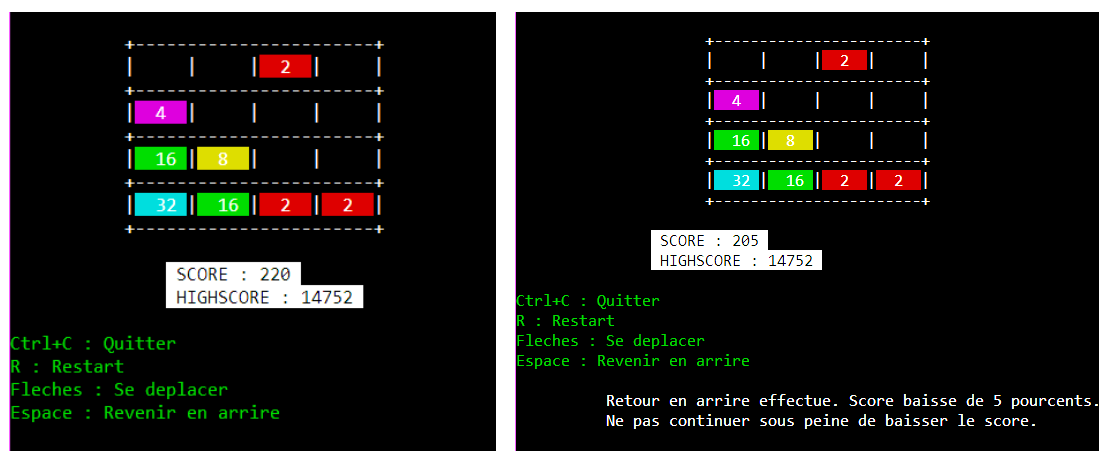 2
4
16 8
32 16 2 2
SCORE : 220
HIGHSCORE : 14752
Ctrl+C : Quitter
R : Restart
Fleches : Se deplacer
Espace : Revenir en arrire
2
4
16 8
32 16 2 2
SCORE : 205
HIGHSCORE : 14752
Ctrl+C : Quitter
R : Restart
Fleches : Se deplacer
Espace : Revenir en arrire
Retour en arrire effectue. Score baisse de 5 pourcents.
Ne pas continuer sous peine de baisser le score.